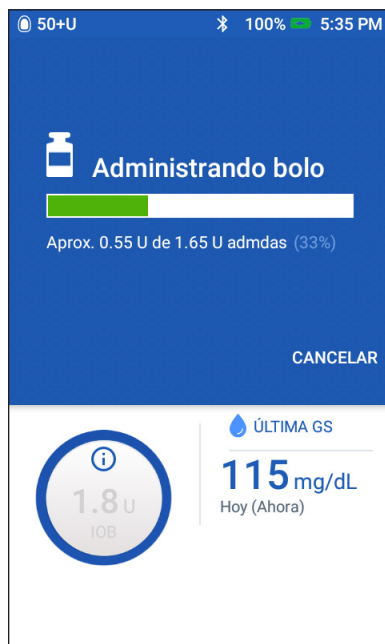 50+U 100% 5:35 PM
Administrando bolo
Aprox. 0.55 U de 1.65 U admdas (33%)
CANCELAR
ÚLTIMA GS
115 mg/dL
Hoy (Ahora)
1.8 U
IOB